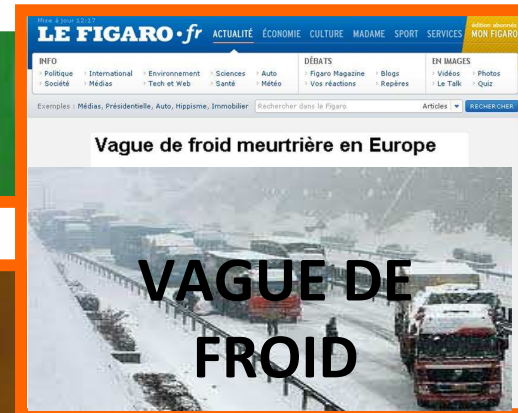 Mise à jour 12:17
LE FIGARO·fr ACTUALITÉ ÉCONOMIE CULTURE MADAME SPORT SERVICES édition abonnés MON FIGARO
INFO
› Politique › International › Environnement › Sciences › Auto
› Société › Médias › Tech et Web › Santé › Météo
DÉBATS
› Figaro Magazine › Blogs
› Vos réactions › Repères
EN IMAGES
› Vidéos › Photos
› Le Talk › Quiz
Exemples : Médias, Présidentielle, Auto, Hippisme, Immobilier Rechercher dans le Figaro Articles RECHERCHER
Vague de froid meurtrière en Europe
VAGUE DE
FROID